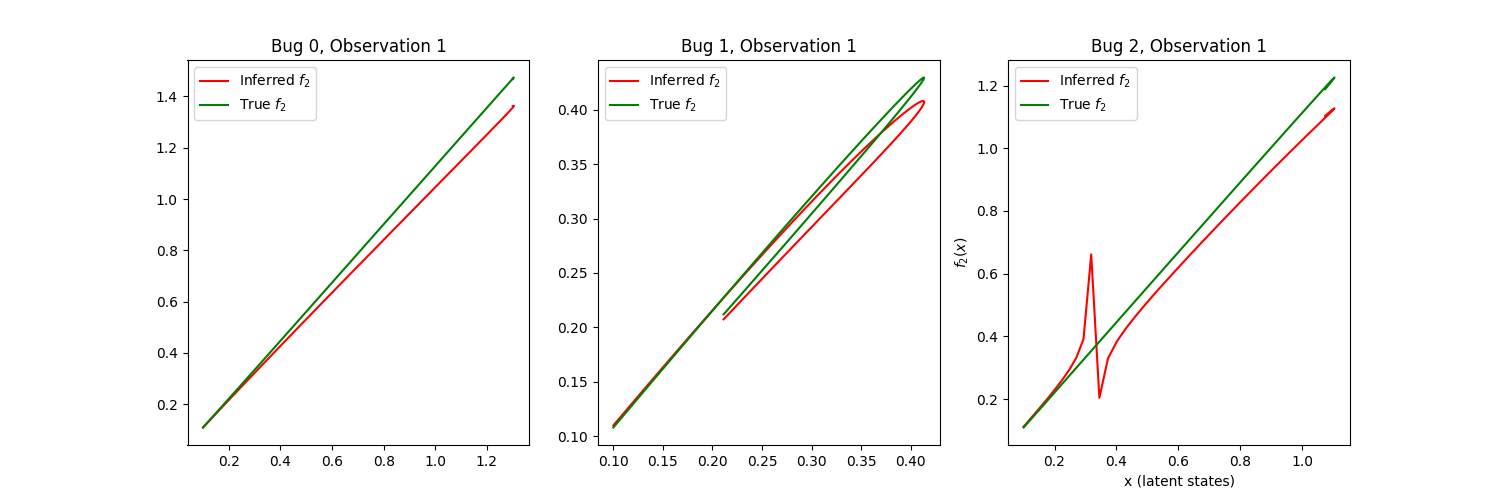 Bug 0, Observation 1
Inferred f₂
True f₂
1.4
1.2
1.0
0.8
0.6
0.4
0.2
0.2 0.4 0.6 0.8 1.0 1.2
Bug 1, Observation 1
Inferred f₂
True f₂
0.40
0.35
0.30
0.25
0.20
0.15
0.10
0.10 0.15 0.20 0.25 0.30 0.35 0.40
Bug 2, Observation 1
Inferred f₂
True f₂
1.2
1.0
0.8
0.6
0.4
0.2
f₂(x)
0.2 0.4 0.6 0.8 1.0
x (latent states)